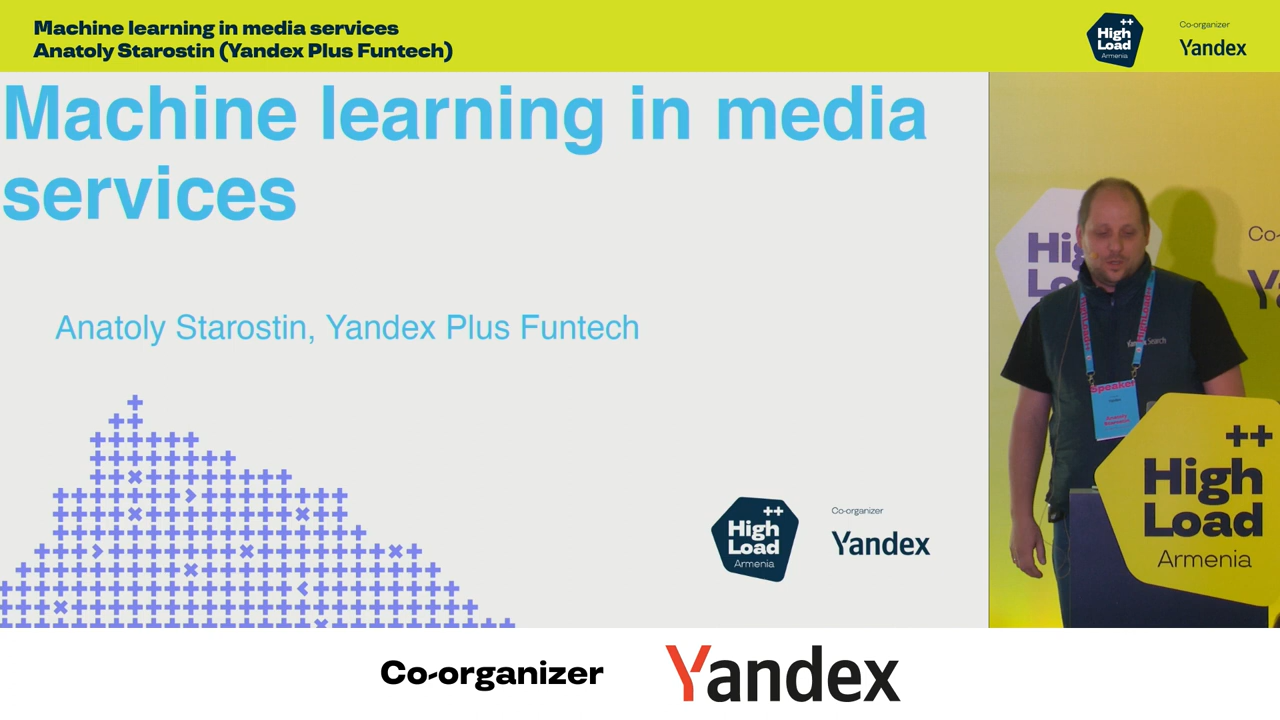 Machine learning in media services
Anatoly Starostin (Yandex Plus Funtech)
++
High
Load
Armenia
Co-organizer
Yandex
Machine learning in media
services
Anatoly Starostin, Yandex Plus Funtech
++
High
Load
Armenia
Co-organizer
Yandex
Search
Speaker
++
High
Load
Armenia
Co-organizer
Yandex